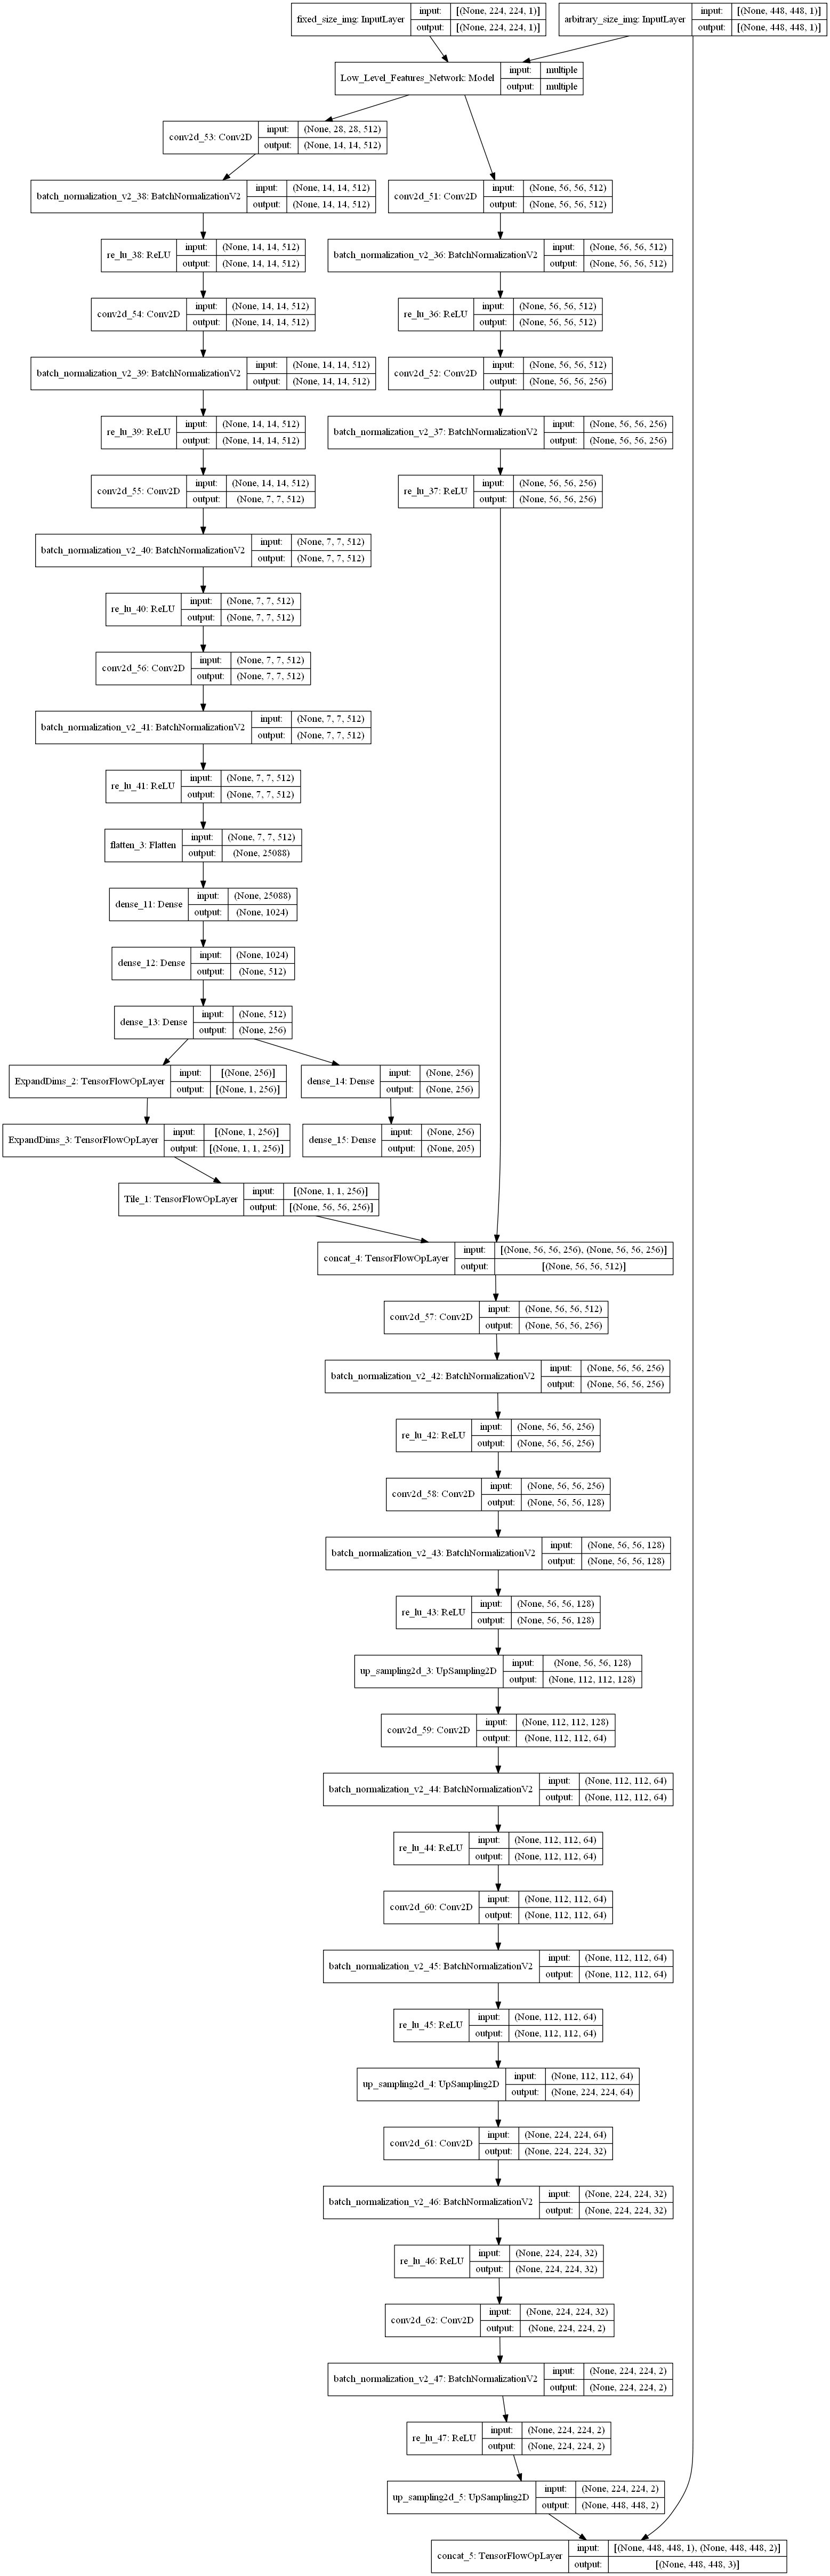 fixed_size_img: InputLayer
input: [(None, 224, 224, 1)]
output: [(None, 224, 224, 1)]
arbitrary_size_img: InputLayer
input: [(None, 448, 448, 1)]
output: [(None, 448, 448, 1)]
Low_Level_Features_Network: Model
input: multiple
output: multiple
conv2d_53: Conv2D
input: (None, 28, 28, 512)
output: (None, 14, 14, 512)
batch_normalization_v2_38: BatchNormalizationV2
input: (None, 14, 14, 512)
output: (None, 14, 14, 512)
conv2d_51: Conv2D
input: (None, 56, 56, 512)
output: (None, 56, 56, 512)
re_lu_38: ReLU
input: (None, 14, 14, 512)
output: (None, 14, 14, 512)
batch_normalization_v2_36: BatchNormalizationV2
input: (None, 56, 56, 512)
output: (None, 56, 56, 512)
conv2d_54: Conv2D
input: (None, 14, 14, 512)
output: (None, 14, 14, 512)
re_lu_36: ReLU
input: (None, 56, 56, 512)
output: (None, 56, 56, 512)
batch_normalization_v2_39: BatchNormalizationV2
input: (None, 14, 14, 512)
output: (None, 14, 14, 512)
conv2d_52: Conv2D
input: (None, 56, 56, 512)
output: (None, 56, 56, 256)
re_lu_39: ReLU
input: (None, 14, 14, 512)
output: (None, 14, 14, 512)
batch_normalization_v2_37: BatchNormalizationV2
input: (None, 56, 56, 256)
output: (None, 56, 56, 256)
conv2d_55: Conv2D
input: (None, 14, 14, 512)
output: (None, 7, 7, 512)
re_lu_37: ReLU
input: (None, 56, 56, 256)
output: (None, 56, 56, 256)
batch_normalization_v2_40: BatchNormalizationV2
input: (None, 7, 7, 512)
output: (None, 7, 7, 512)
re_lu_40: ReLU
input: (None, 7, 7, 512)
output: (None, 7, 7, 512)
conv2d_56: Conv2D
input: (None, 7, 7, 512)
output: (None, 7, 7, 512)
batch_normalization_v2_41: BatchNormalizationV2
input: (None, 7, 7, 512)
output: (None, 7, 7, 512)
re_lu_41: ReLU
input: (None, 7, 7, 512)
output: (None, 7, 7, 512)
flatten_3: Flatten
input: (None, 7, 7, 512)
output: (None, 25088)
dense_11: Dense
input: (None, 25088)
output: (None, 1024)
dense_12: Dense
input: (None, 1024)
output: (None, 512)
dense_13: Dense
input: (None, 512)
output: (None, 256)
ExpandDims_2: TensorFlowOpLayer
input: [(None, 256)]
output: [(None, 1, 256)]
dense_14: Dense
input: (None, 256)
output: (None, 256)
ExpandDims_3: TensorFlowOpLayer
input: [(None, 1, 256)]
output: [(None, 1, 1, 256)]
dense_15: Dense
input: (None, 256)
output: (None, 205)
Tile_1: TensorFlowOpLayer
input: [(None, 1, 1, 256)]
output: [(None, 56, 56, 256)]
concat_4: TensorFlowOpLayer
input: [(None, 56, 56, 256), (None, 56, 56, 256)]
output: [(None, 56, 56, 512)]
conv2d_57: Conv2D
input: (None, 56, 56, 512)
output: (None, 56, 56, 256)
batch_normalization_v2_42: BatchNormalizationV2
input: (None, 56, 56, 256)
output: (None, 56, 56, 256)
re_lu_42: ReLU
input: (None, 56, 56, 256)
output: (None, 56, 56, 256)
conv2d_58: Conv2D
input: (None, 56, 56, 256)
output: (None, 56, 56, 128)
batch_normalization_v2_43: BatchNormalizationV2
input: (None, 56, 56, 128)
output: (None, 56, 56, 128)
re_lu_43: ReLU
input: (None, 56, 56, 128)
output: (None, 56, 56, 128)
up_sampling2d_3: UpSampling2D
input: (None, 56, 56, 128)
output: (None, 112, 112, 128)
conv2d_59: Conv2D
input: (None, 112, 112, 128)
output: (None, 112, 112, 64)
batch_normalization_v2_44: BatchNormalizationV2
input: (None, 112, 112, 64)
output: (None, 112, 112, 64)
re_lu_44: ReLU
input: (None, 112, 112, 64)
output: (None, 112, 112, 64)
conv2d_60: Conv2D
input: (None, 112, 112, 64)
output: (None, 112, 112, 64)
batch_normalization_v2_45: BatchNormalizationV2
input: (None, 112, 112, 64)
output: (None, 112, 112, 64)
re_lu_45: ReLU
input: (None, 112, 112, 64)
output: (None, 112, 112, 64)
up_sampling2d_4: UpSampling2D
input: (None, 112, 112, 64)
output: (None, 224, 224, 64)
conv2d_61: Conv2D
input: (None, 224, 224, 64)
output: (None, 224, 224, 32)
batch_normalization_v2_46: BatchNormalizationV2
input: (None, 224, 224, 32)
output: (None, 224, 224, 32)
re_lu_46: ReLU
input: (None, 224, 224, 32)
output: (None, 224, 224, 32)
conv2d_62: Conv2D
input: (None, 224, 224, 32)
output: (None, 224, 224, 2)
batch_normalization_v2_47: BatchNormalizationV2
input: (None, 224, 224, 2)
output: (None, 224, 224, 2)
re_lu_47: ReLU
input: (None, 224, 224, 2)
output: (None, 224, 224, 2)
up_sampling2d_5: UpSampling2D
input: (None, 224, 224, 2)
output: (None, 448, 448, 2)
concat_5: TensorFlowOpLayer
input: [(None, 448, 448, 1), (None, 448, 448, 2)]
output: [(None, 448, 448, 3)]